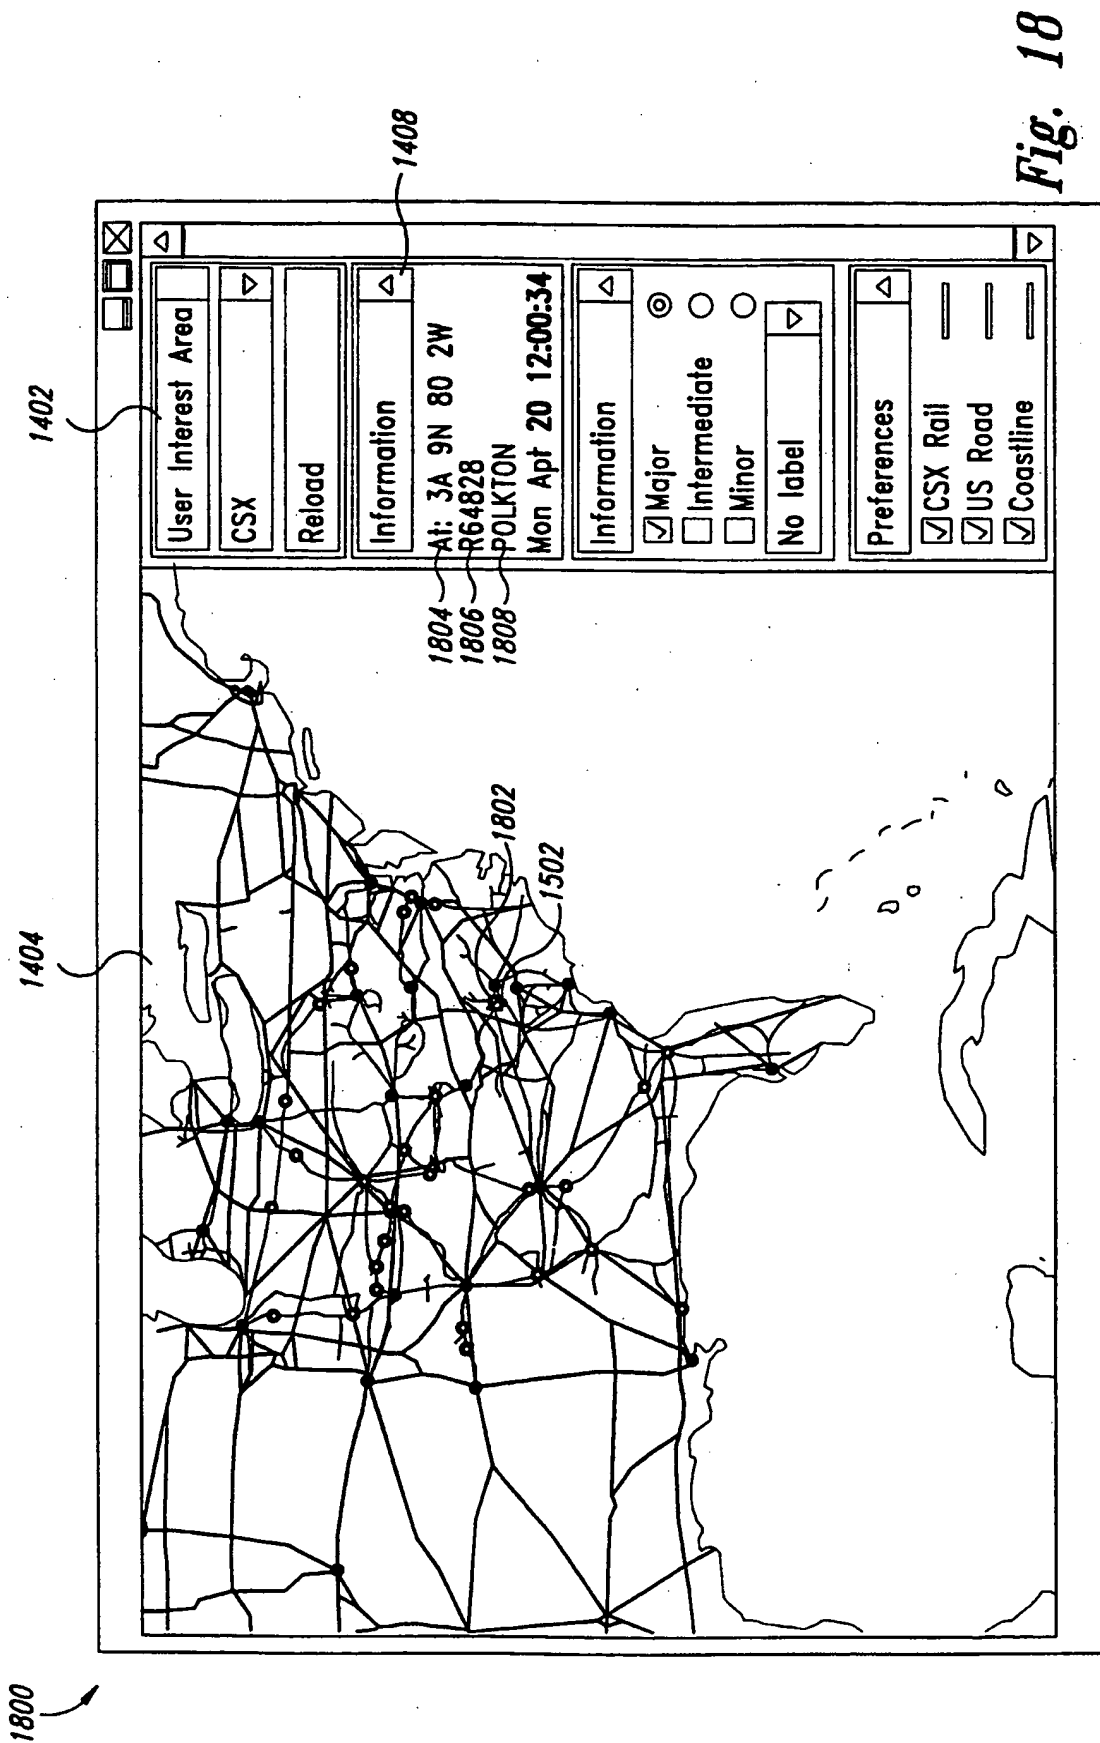 1800
1404
1402
User Interest Area
CSX
Reload
Information
1408
1804
At: 3A 9N 80 2W
1806
R64828
1808
POLKTON
Mon Apr 20 12:00:34
Information
Major
Intermediate
Minor
No label
Preferences
CSX Rail
US Road
Coastline
1802
1502
Fig. 18